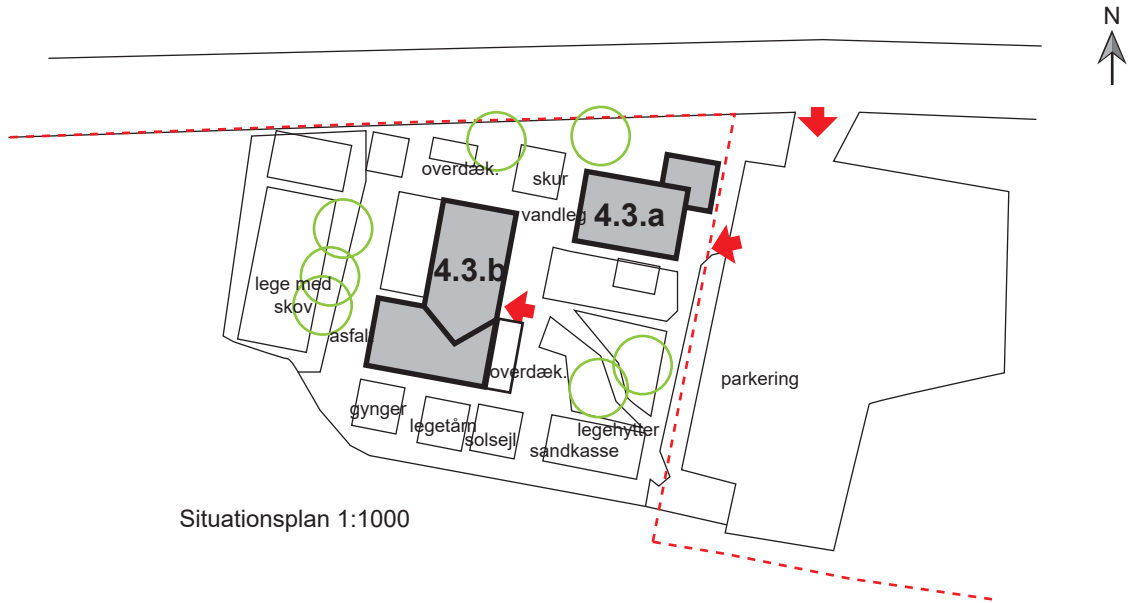 N
overdæk.
skur
vandleg
4.3.a
4.3.b
lege med
skov
asfalt
overdæk.
parkering
gynger
legetårn
solsejl
legehytter
sandkasse
Situationsplan 1:1000